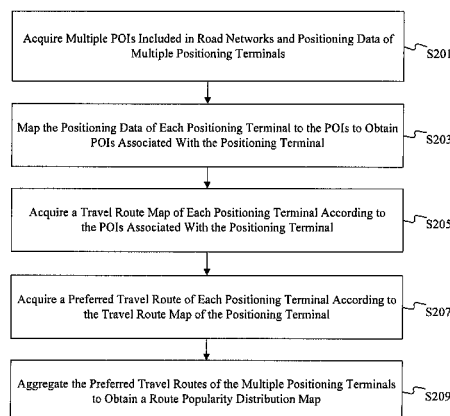 Acquire Multiple POIs Included in Road Networks and Positioning Data of
Multiple Positioning Terminals
S201
Map the Positioning Data of Each Positioning Terminal to the POIs to Obtain
POIs Associated With the Positioning Terminal
S203
Acquire a Travel Route Map of Each Positioning Terminal According to
the POIs Associated With the Positioning Terminal
S205
Acquire a Preferred Travel Route of Each Positioning Terminal According to
the Travel Route Map of the Positioning Terminal
S207
Aggregate the Preferred Travel Routes of the Multiple Positioning Terminals
to Obtain a Route Popularity Distribution Map
S209